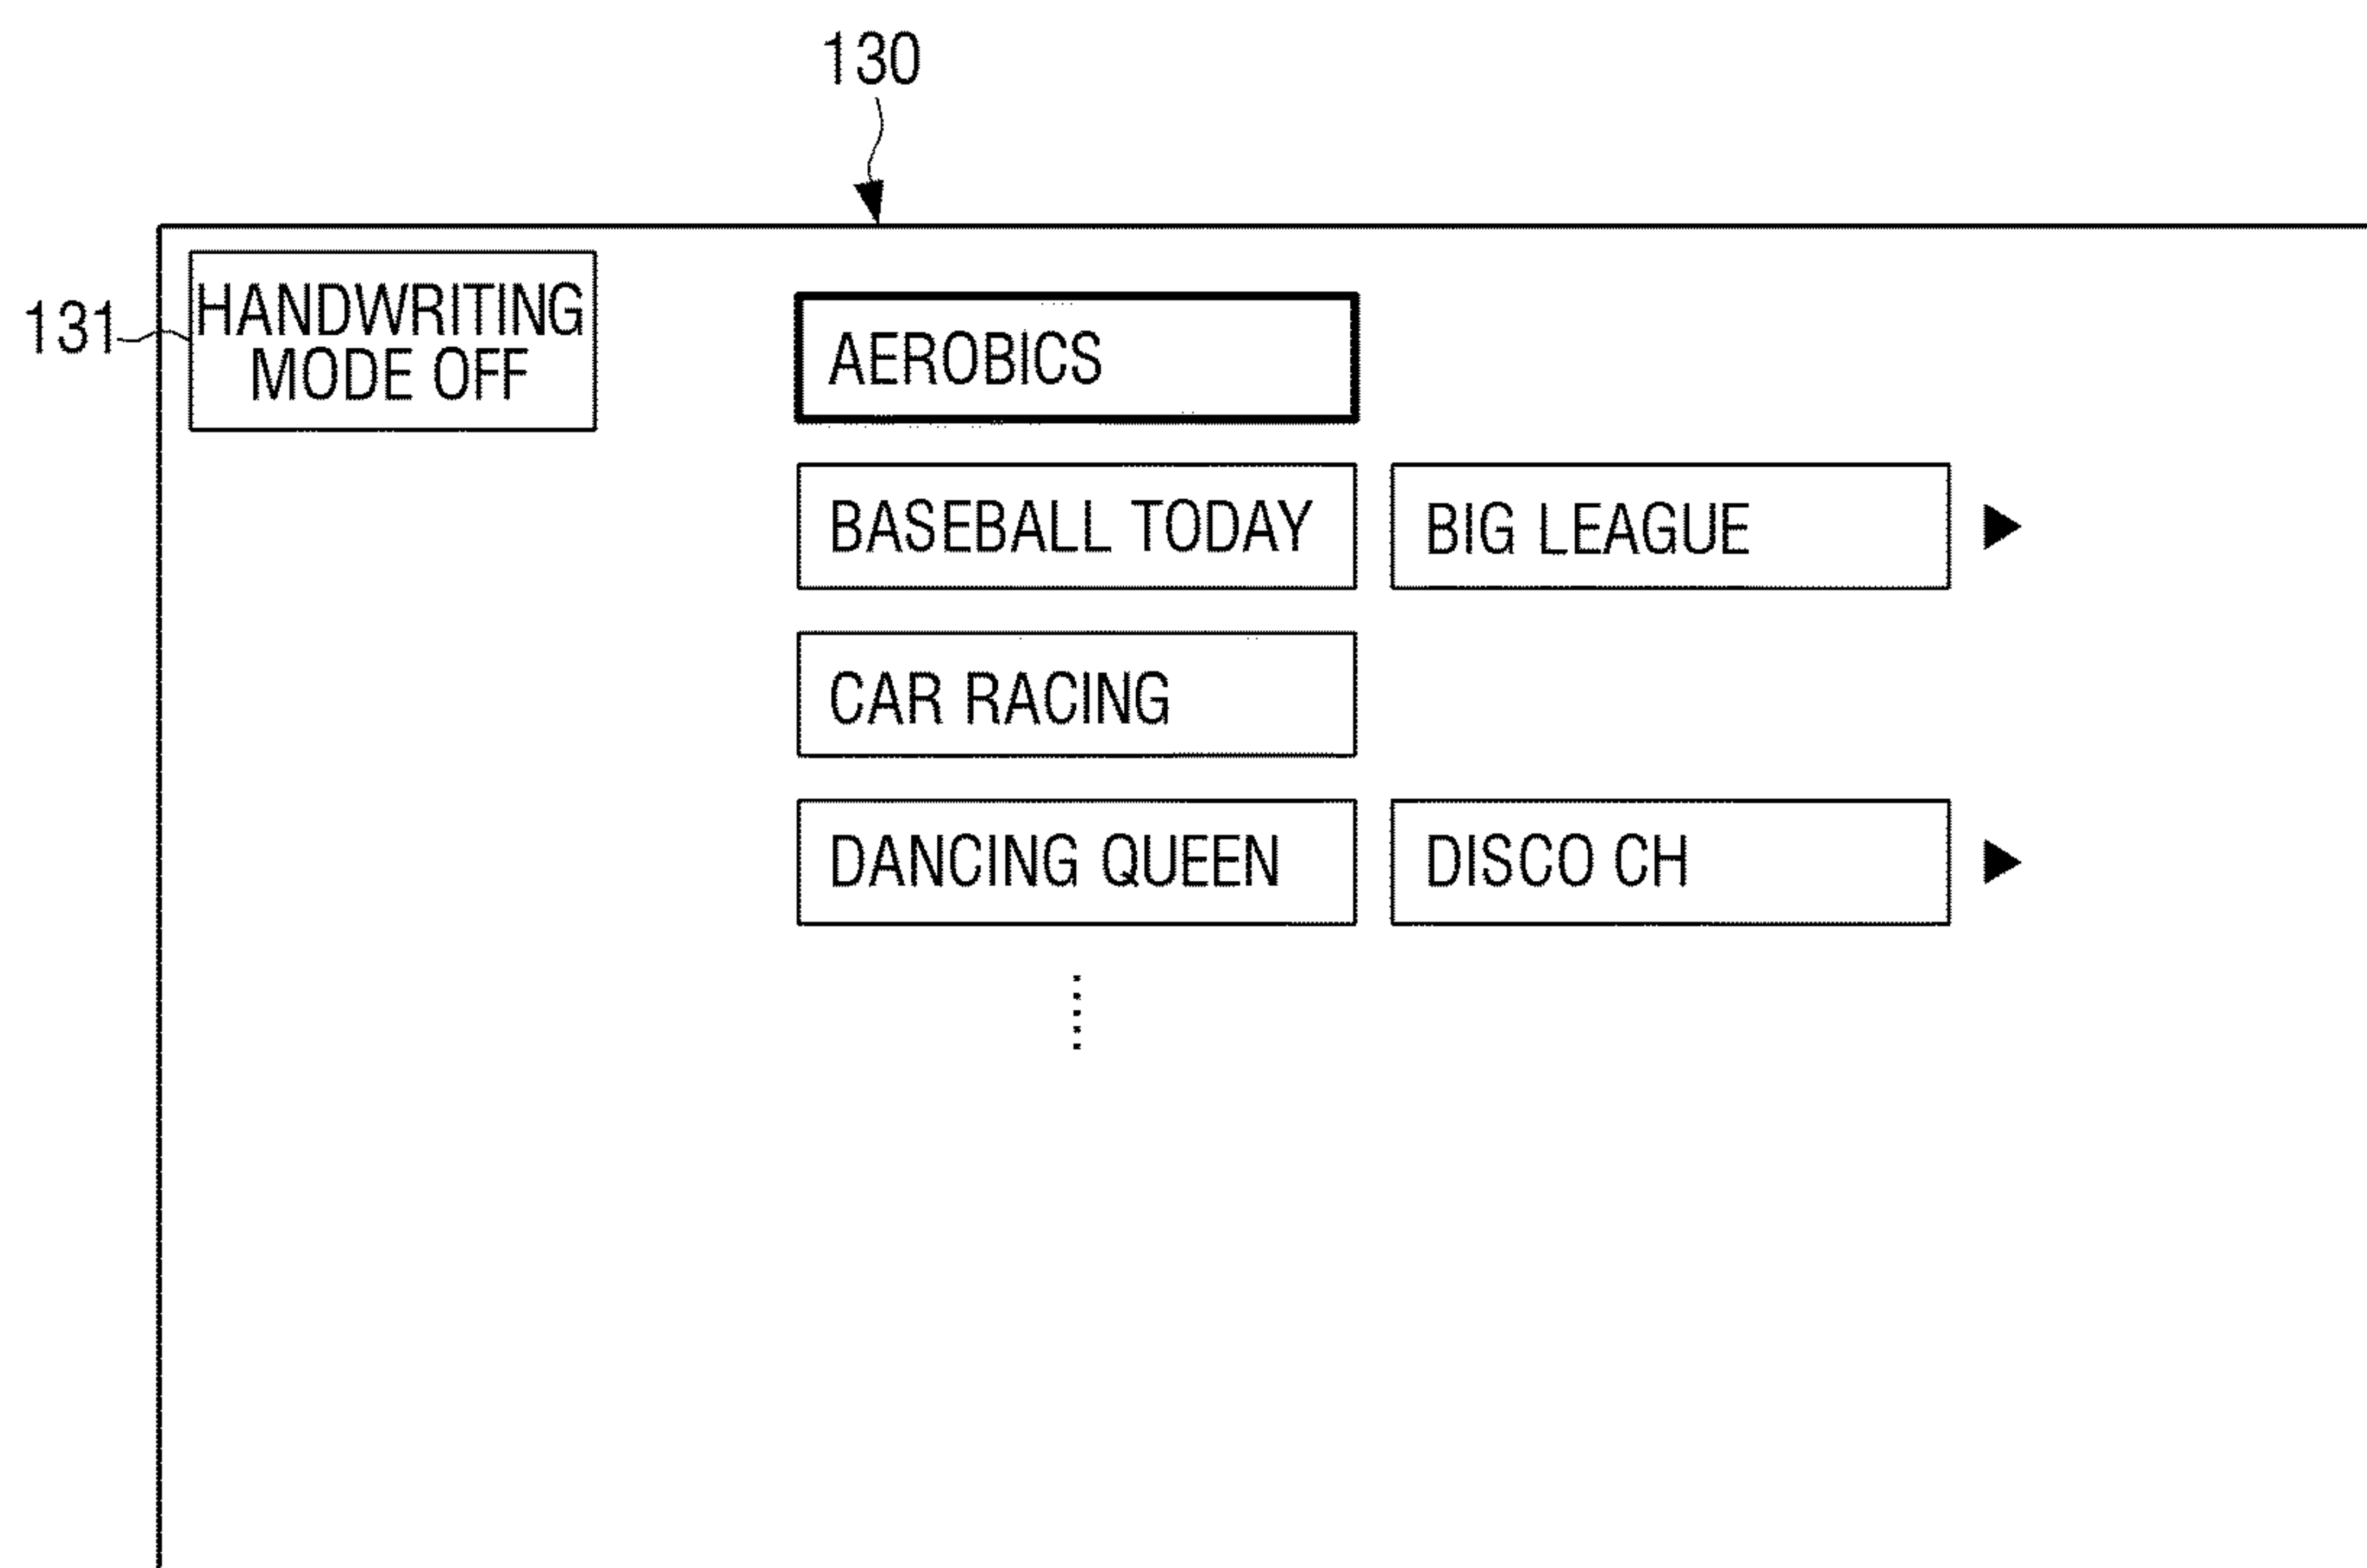 130
131
HANDWRITING
MODE OFF
AEROBICS
BASEBALL TODAY
BIG LEAGUE
CAR RACING
DANCING QUEEN
DISCO CH